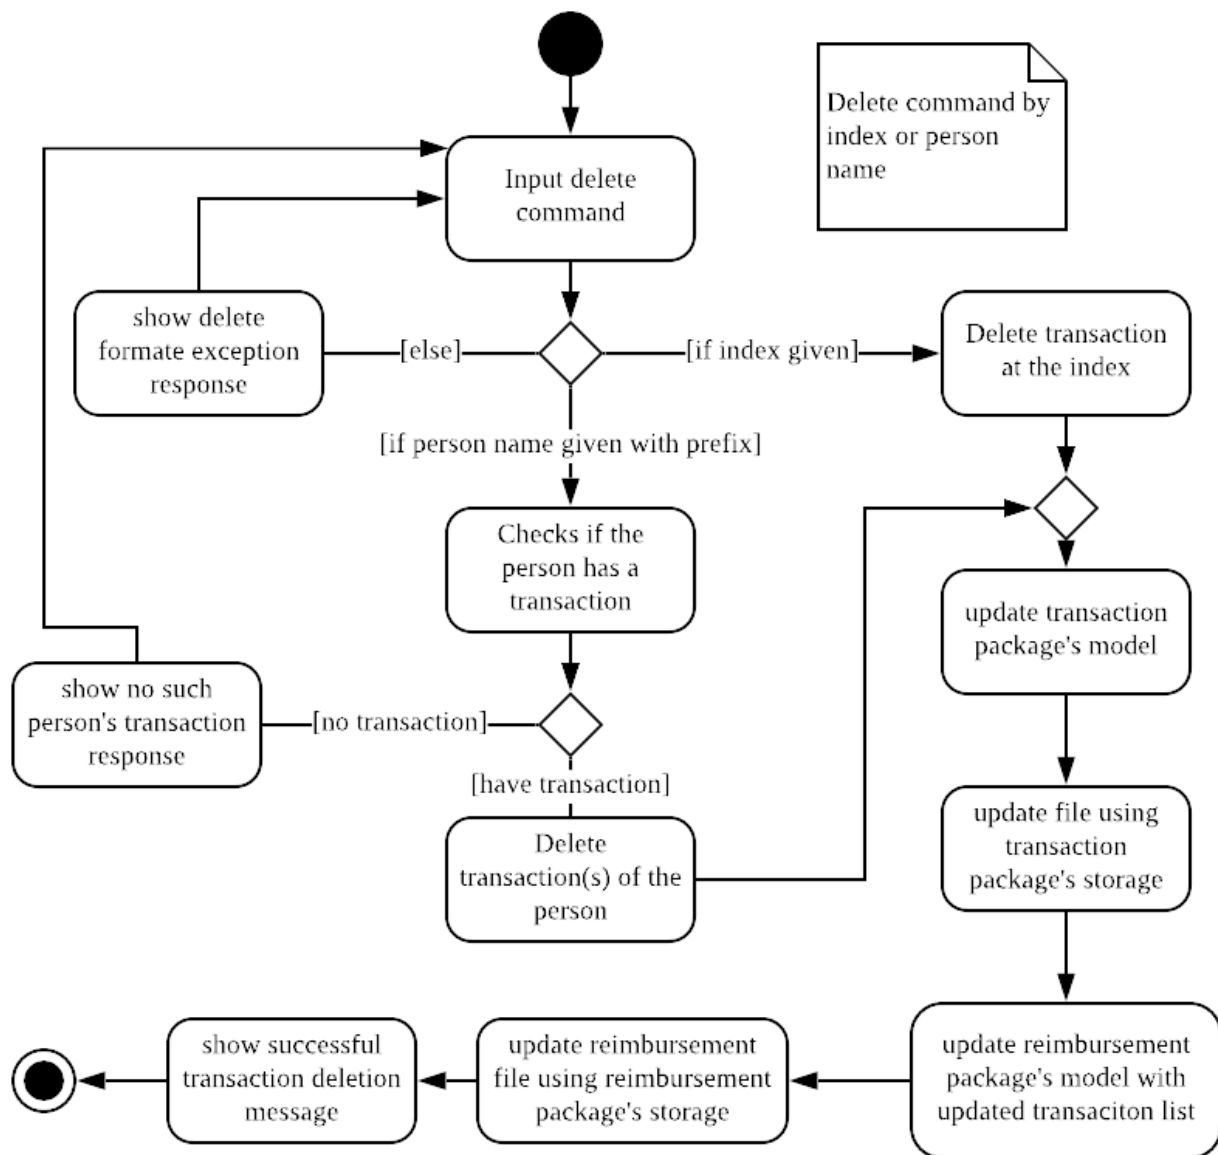 Delete command by
index or person
name
Input delete
command
show delete
formate exception
response
[else]
[if index given]
Delete transaction
at the index
[if person name given with prefix]
Checks if the
person has a
transaction
update transaction
package's model
show no such
person's transaction
response
[no transaction]
[have transaction]
Delete
transaction(s) of the
person
update file using
transaction
package's storage
show successful
transaction deletion
message
update reimbursement
file using reimbursement
package's storage
update reimbursement
package's model with
updated transaciton list